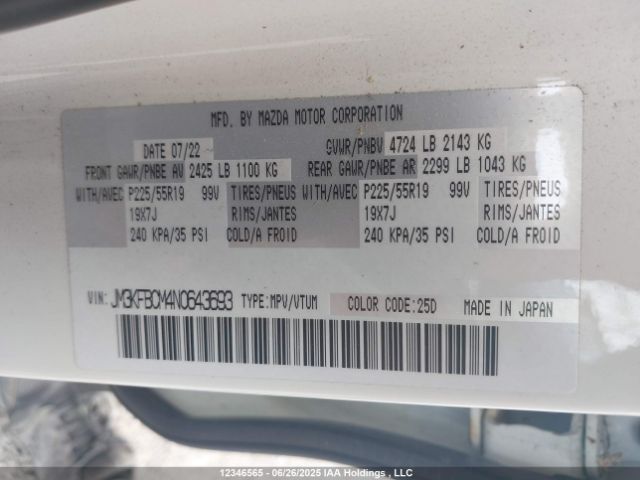 MFD. BY MAZDA MOTOR CORPORATION
DATE 07/22 GVWR/PNBV 4724 LB 2143 KG
FRONT GAWR/PNBE AV 2425 LB 1100 KG REAR GAWR/PNBE AR 2299 LB 1043 KG
WITH/AVEC P225/55R19 99V TIRES/PNEUS WITH/AVEC P225/55R19 99V TIRES/PNEUS
19X7J RIMS/JANTES 19X7J RIMS/JANTES
240 KPA/35 PSI COLD/A FROID 240 KPA/35 PSI COLD/A FROID
VIN: JM3KFBCM4N0643693 TYPE:MPV/VTUM COLOR CODE:25D MADE IN JAPAN
12346565 06/26/2025 IAA Holdings , LLC